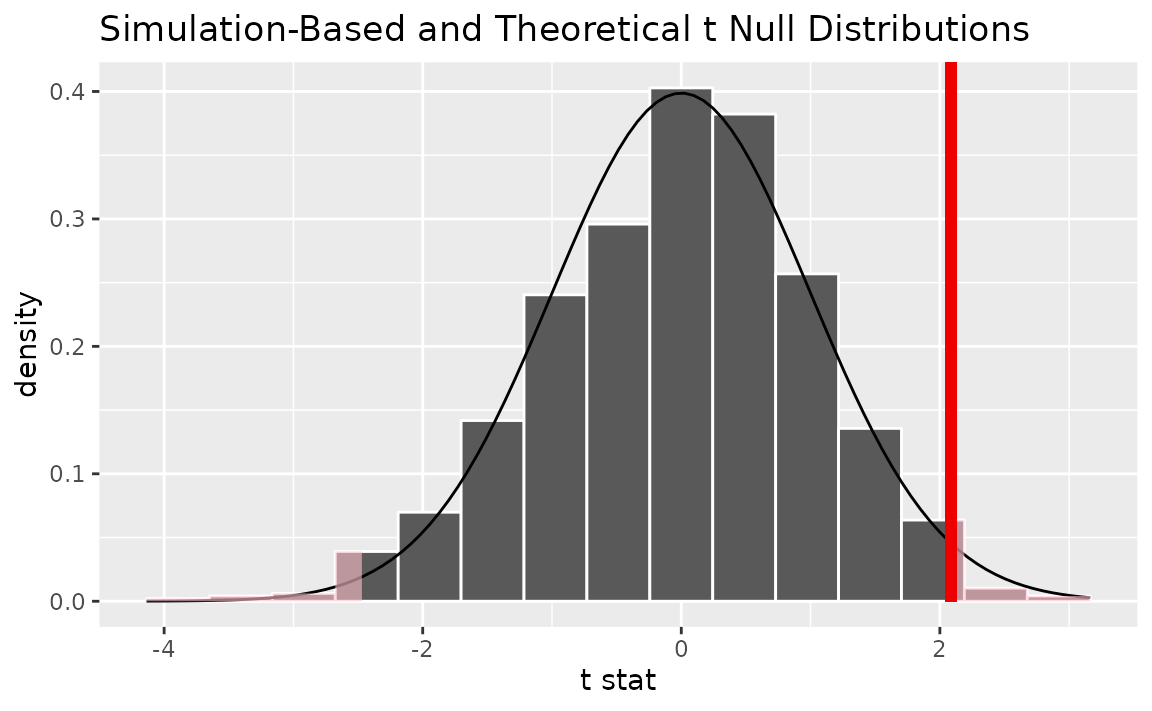 Simulation-Based and Theoretical t Null Distributions
0.4
0.3
0.2
0.1
0.0
density
-4 -2 0 2
t stat